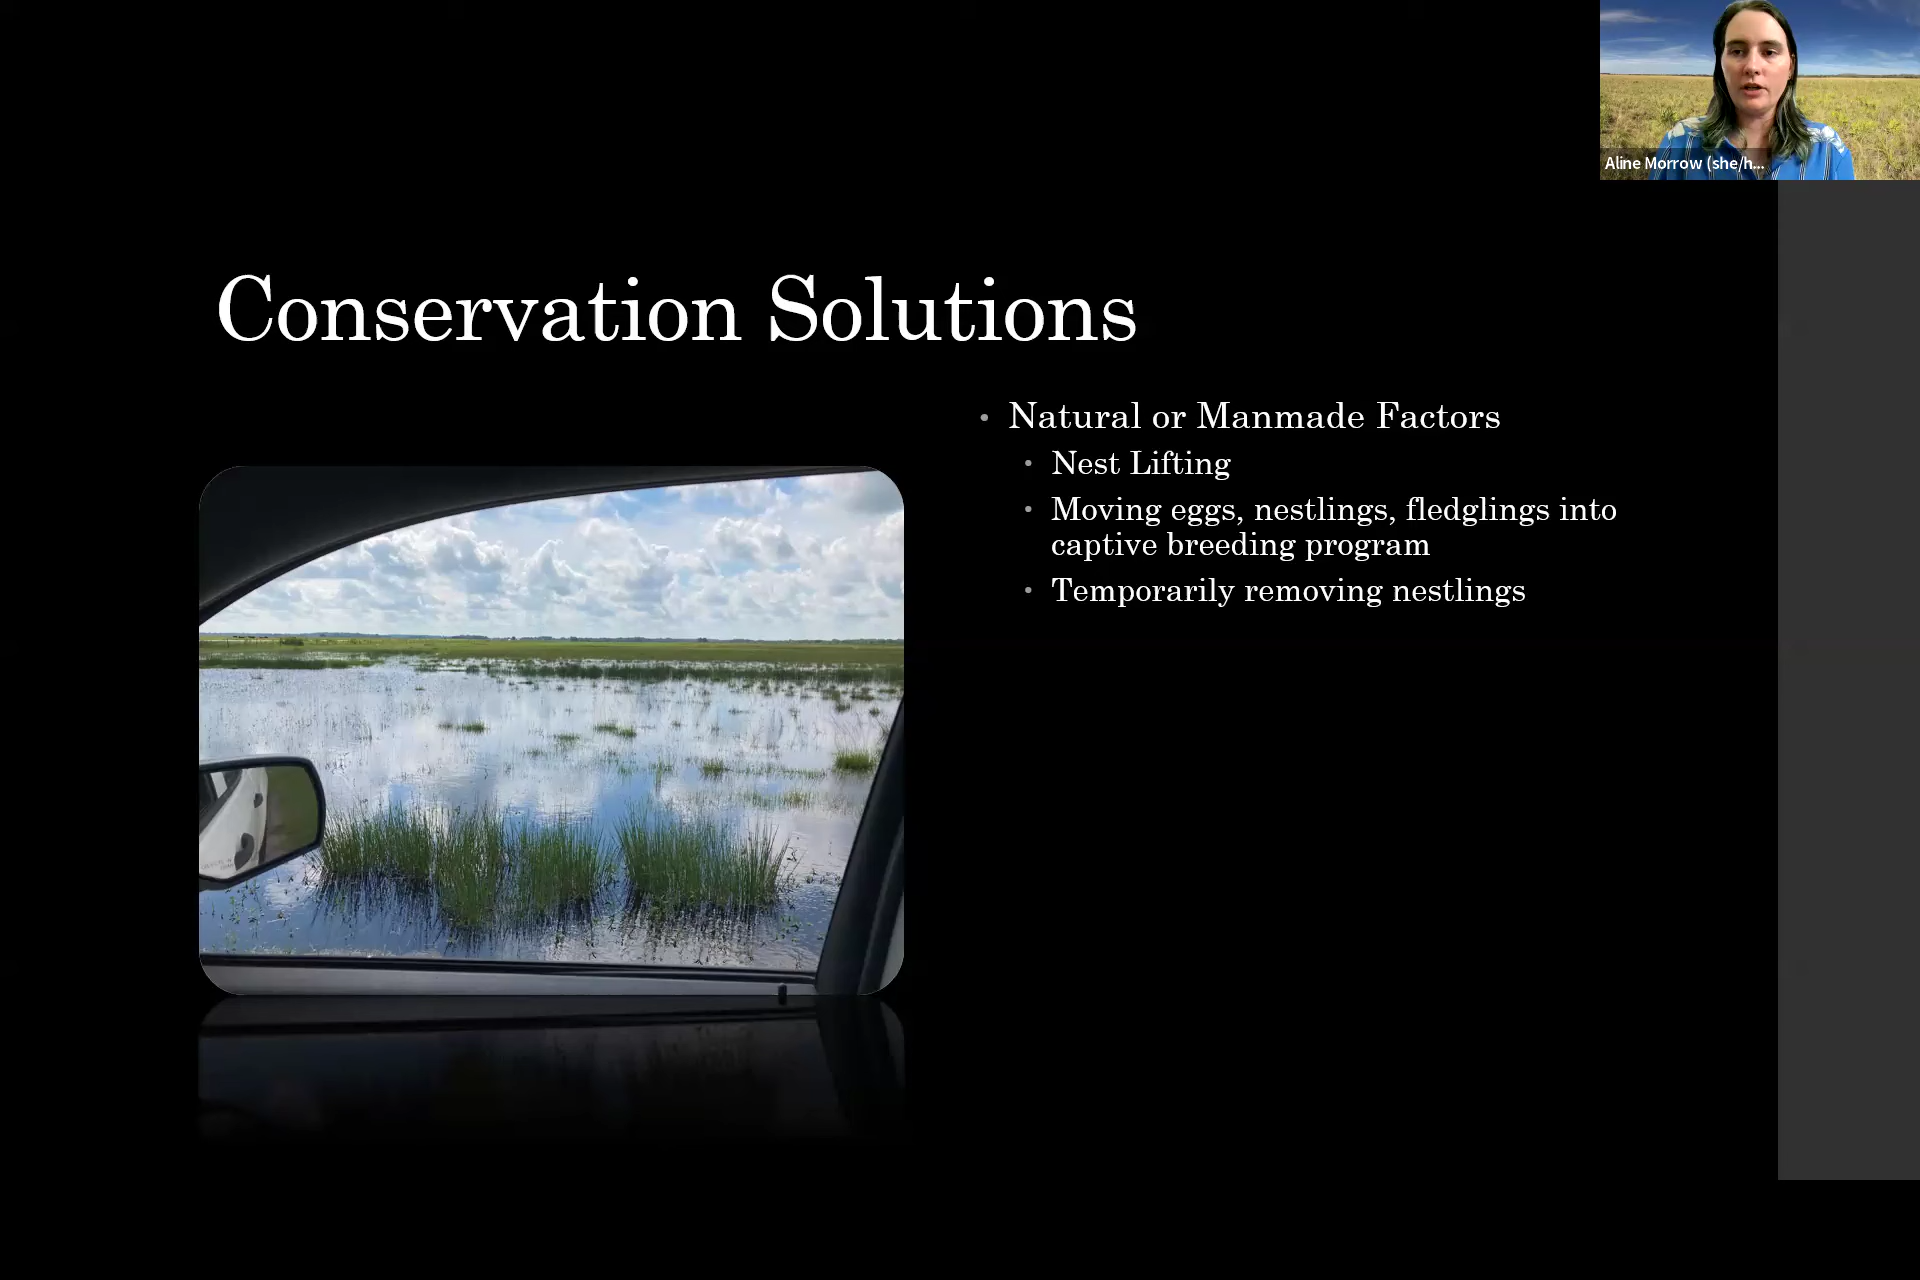 Aline Morrow (she/h...
Conservation Solutions
• Natural or Manmade Factors
• Nest Lifting
• Moving eggs, nestlings, fledglings into
captive breeding program
• Temporarily removing nestlings